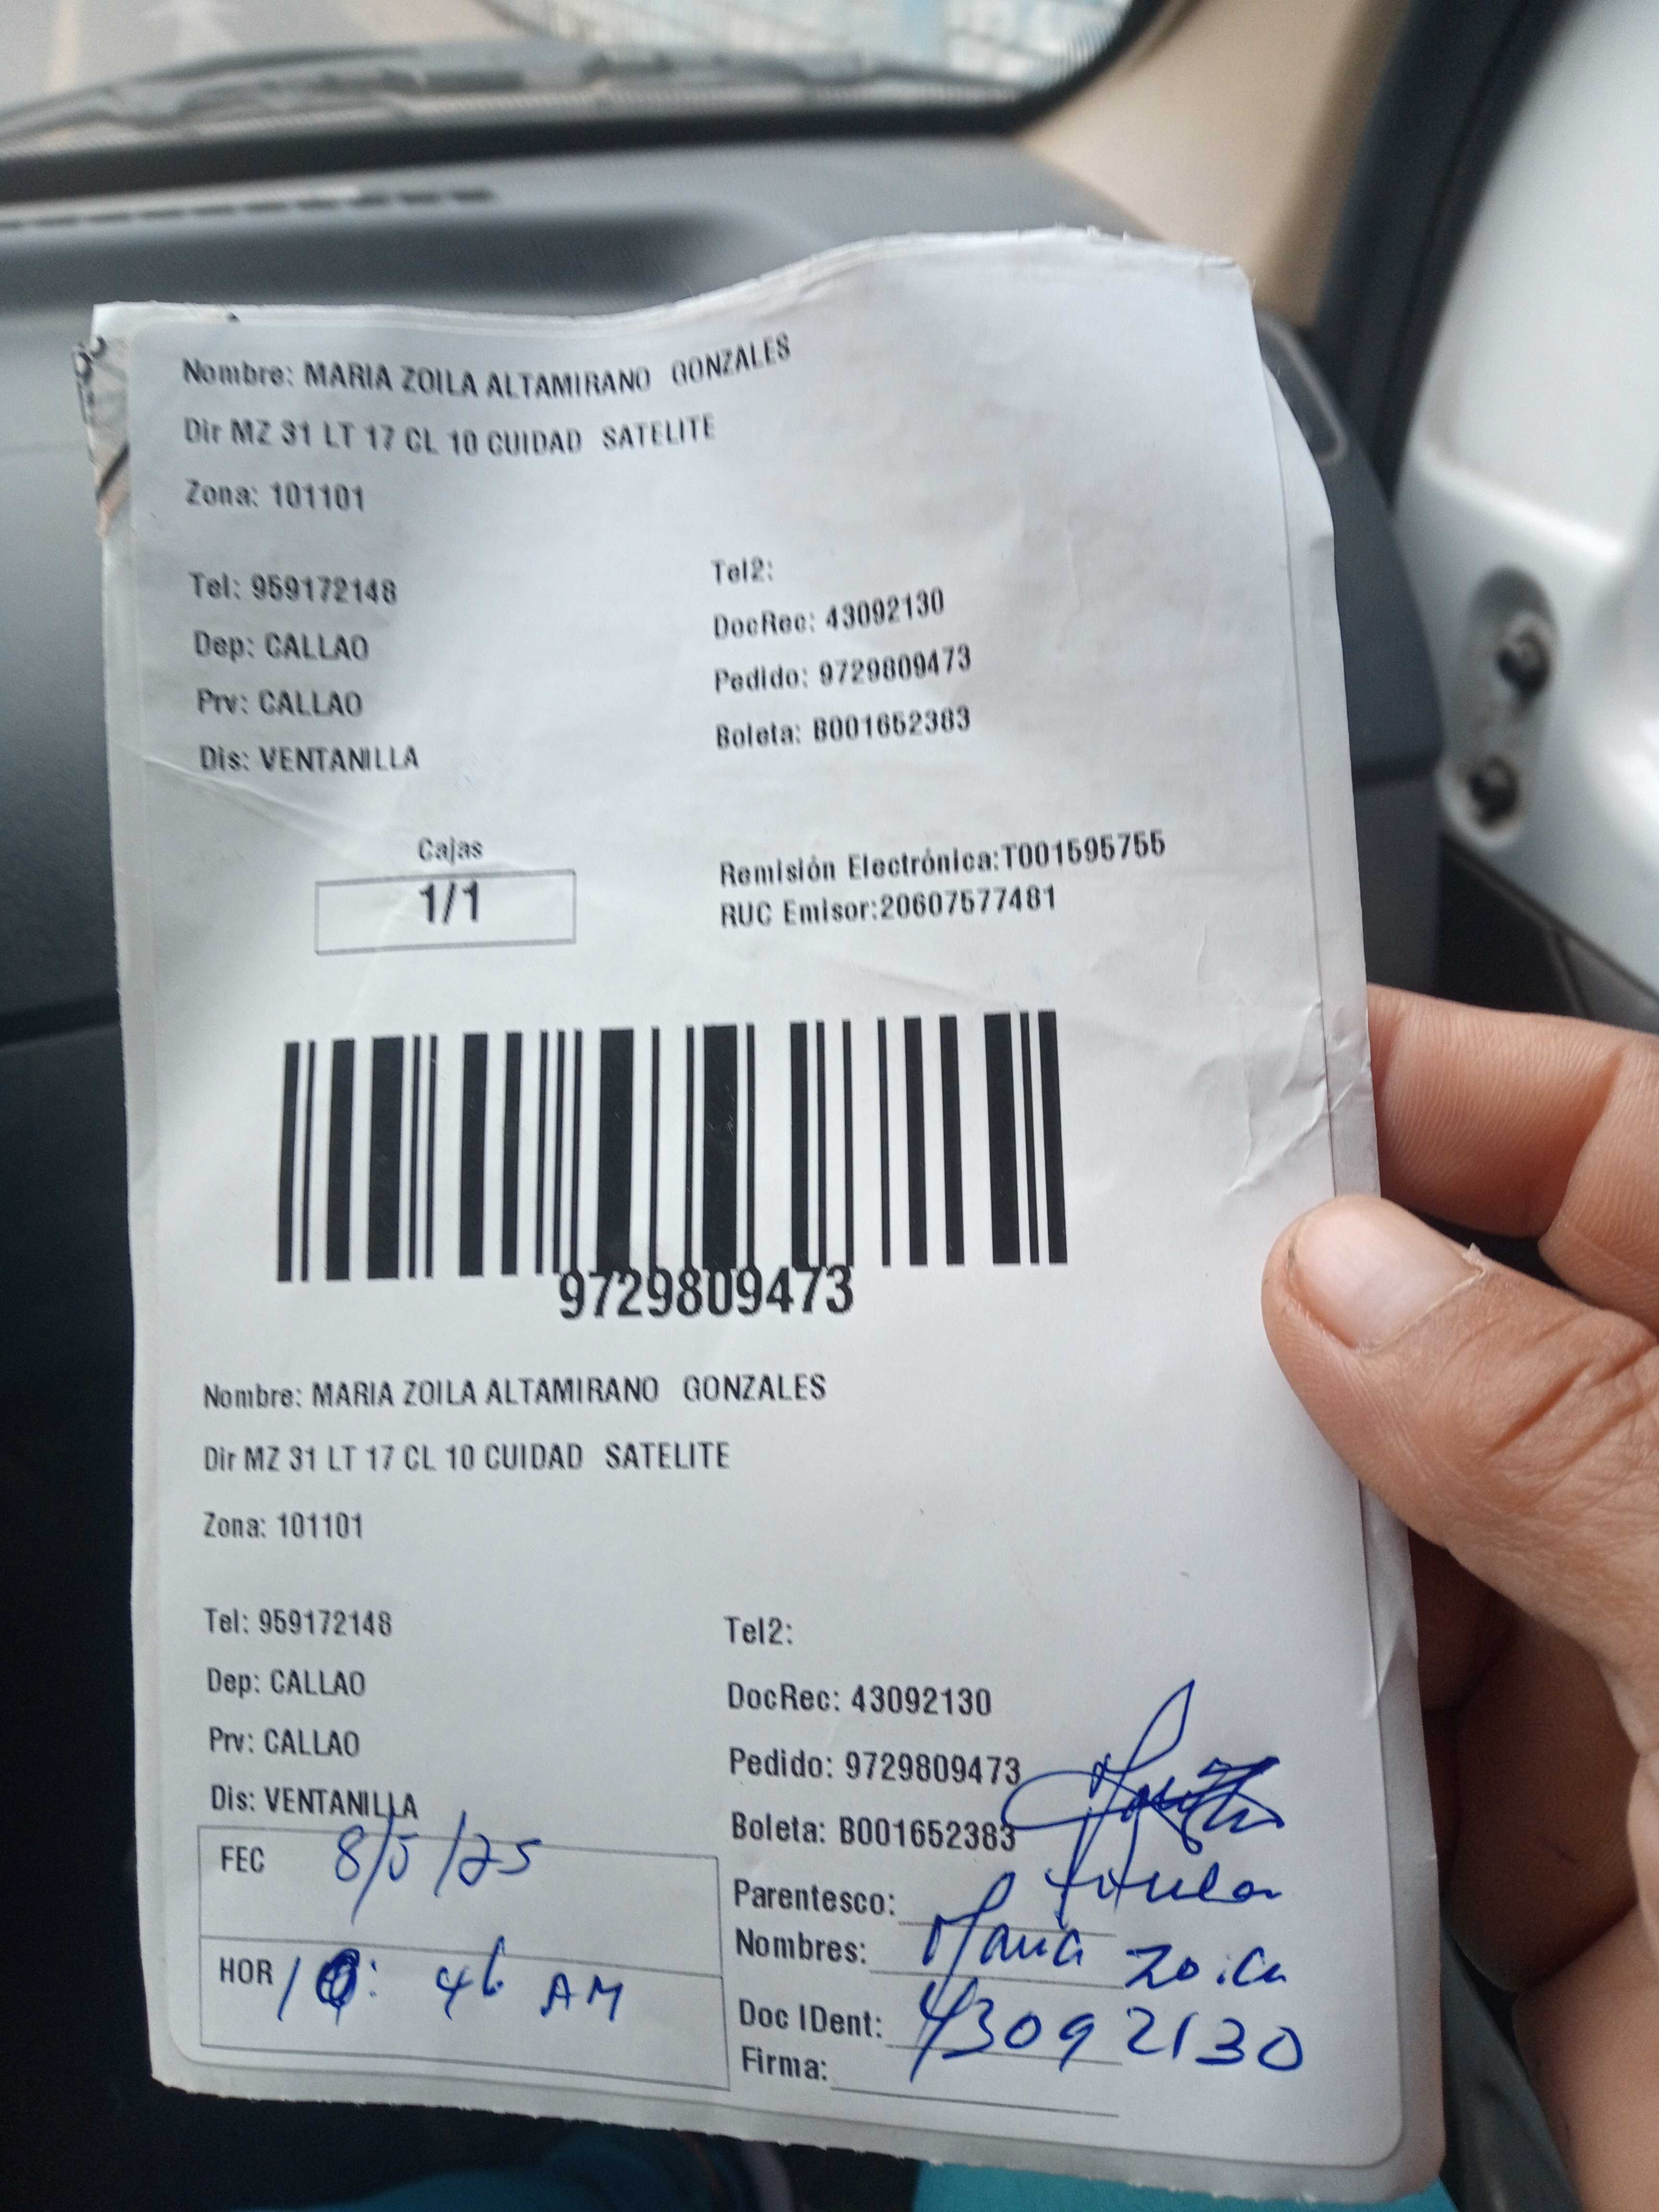 Nombre: MARIA ZOILA ALTAMIRANO GONZALES
Dir MZ 31 LT 17 CL 10 CUIDAD SATELITE
Zona: 101101
Tel: 959172148
Tel2:
Dep: CALLAO
DocRec: 43092130
Prv: CALLAO
Pedido: 9729809473
Dis: VENTANILLA
Boleta: B001652383
Cajas
1/1
Remisión Electrónica:T001595755
RUC Emisor:20607577481
9729809473
Nombre: MARIA ZOILA ALTAMIRANO GONZALES
Dir MZ 31 LT 17 CL 10 CUIDAD SATELITE
Zona: 101101
Tel: 959172148
Tel2:
Dep: CALLAO
DocRec: 43092130
Prv: CALLAO
Pedido: 9729809473
Dis: VENTANILLA
Boleta: B001652383
FEC 8/5/25
HOR 10:46 AM
Parentesco: titular
Nombres: Maria Zoila
Doc IDent: 43092130
Firma: